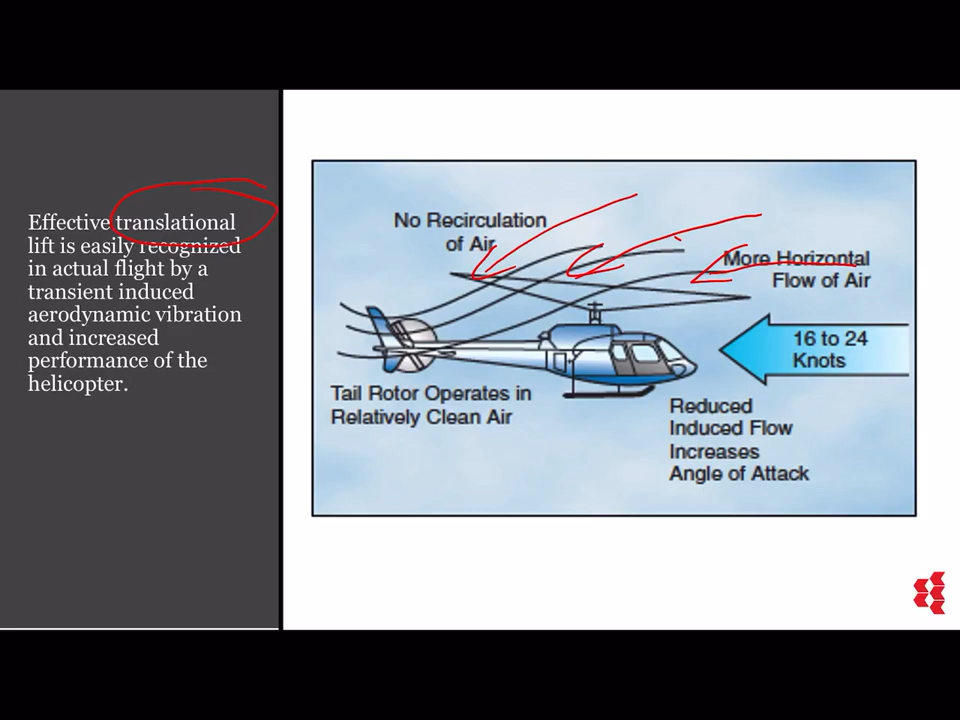 Effective translational
lift is easily recognized
in actual flight by a
transient induced
aerodynamic vibration
and increased
performance of the
helicopter.
No Recirculation
of Air
More Horizontal
Flow of Air
16 to 24
Knots
Tail Rotor Operates in
Relatively Clean Air
Reduced
Induced Flow
Increases
Angle of Attack